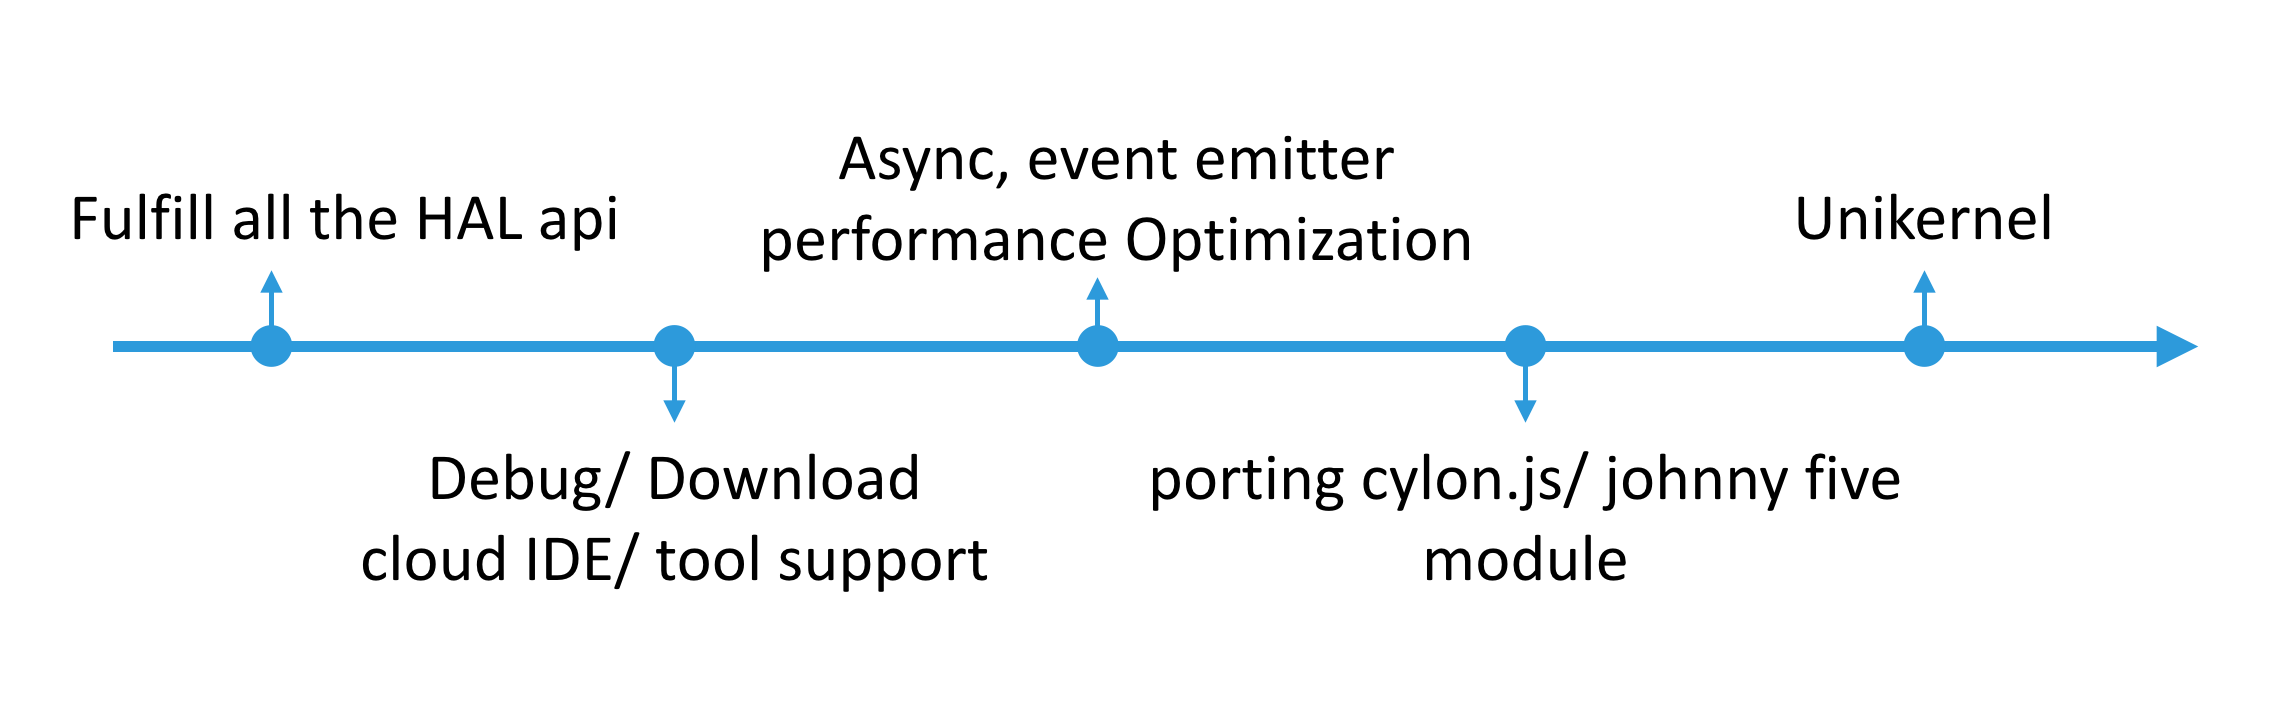 Fulfill all the HAL api
Debug/ Download
cloud IDE/ tool support
Async, event emitter
performance Optimization
porting cylon.js/ johnny five
module
Unikernel